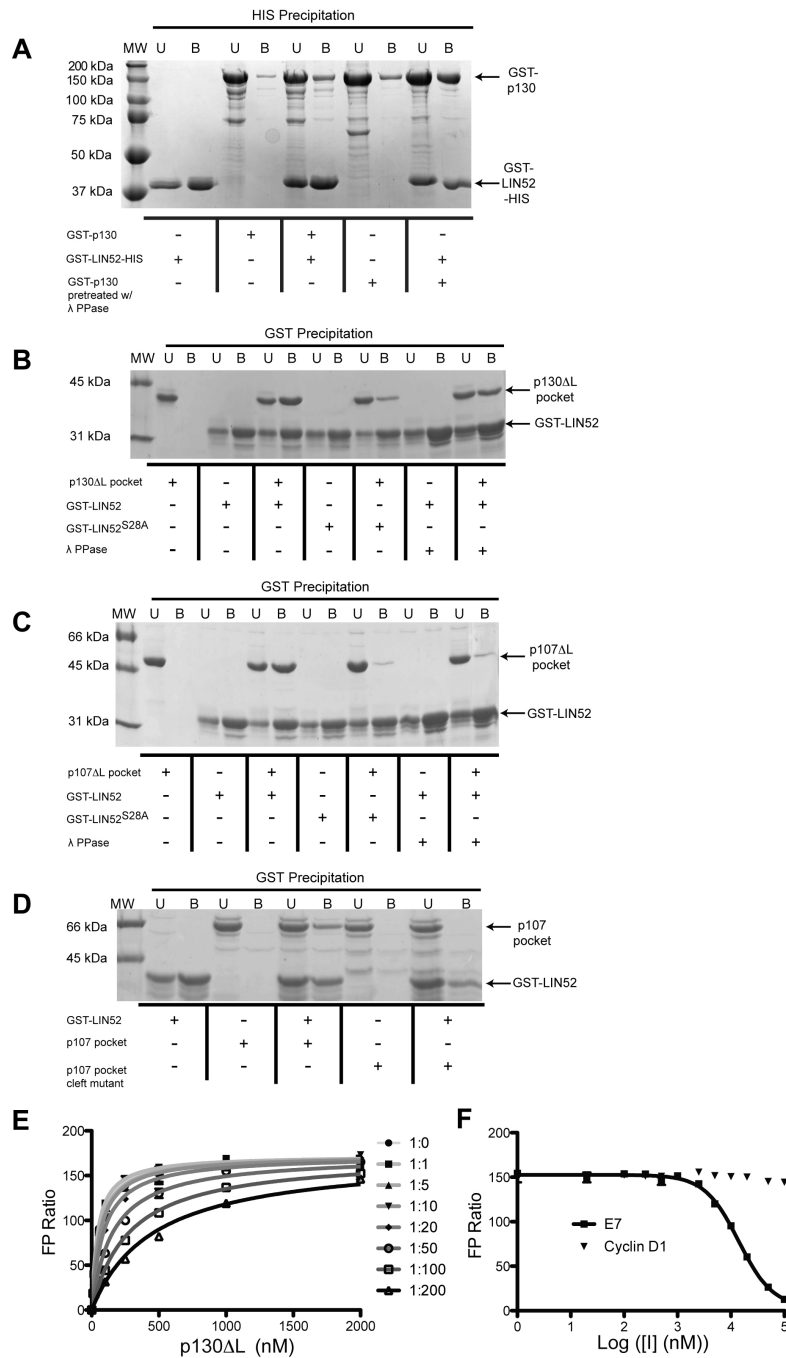 HIS Precipitation
A
MW U B U B U B U B U B
200 kDa
150 kDa
100 kDa
75 kDa
50 kDa
37 kDa
GST-
p130
GST-
LIN52
-HIS
GST-p130 - + + - -
GST-LIN52-HIS + - + - +
GST-p130
pretreated w/
λ PPase
- - - + +
GST Precipitation
B
MW U B U B U B U B U B U B U B
45 kDa
31 kDa
p130ΔL
pocket
GST-LIN52
p130ΔL pocket + - + - + - +
GST-LIN52 - + + - - + +
GST-LIN52S28A - - - + + - -
λ PPase - - - - - + +
GST Precipitation
C
MW U B U B U B U B U B U B U B
66 kDa
45 kDa
31 kDa
p107ΔL
pocket
GST-LIN52
p107ΔL pocket + - + - + - +
GST-LIN52 - + + - - + +
GST-LIN52S28A - - - + + - -
λ PPase - - - - - + +
GST Precipitation
D
MW U B U B U B U B U B
66 kDa
45 kDa
p107
pocket
GST-LIN52
GST-LIN52 + - + - +
p107 pocket - + + - -
p107 pocket
cleft mutant
- - - + +
E
200
150
100
50
0
FP Ratio
0 500 1000 1500 2000
p130ΔL (nM)
1:0
1:1
1:5
1:10
1:20
1:50
1:100
1:200
F
200
150
100
50
0
FP Ratio
E7
Cyclin D1
0 1 2 3 4 5
Log ([I] (nM))